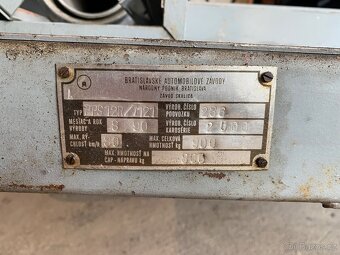 BRATISLAVSKÉ AUTOMOBILOVÉ ZÁVODY
NÁRODNÝ PODNIK BRATISLAVA
ZÁVOD SKALICA
TYP
VÝROB. ČÍSLO
PODVOZKU
MESIAC A ROK
VÝROBY
VÝROB. ČÍSLO
KAROSÉRIE
MAX. RÝ-
CHLOSŤ km/h
MAX. CELKOVÁ
HMOTNOSŤ kg
900
MAX. HMOTNOSŤ NA
ČAP - NÁPRAVU kg
900